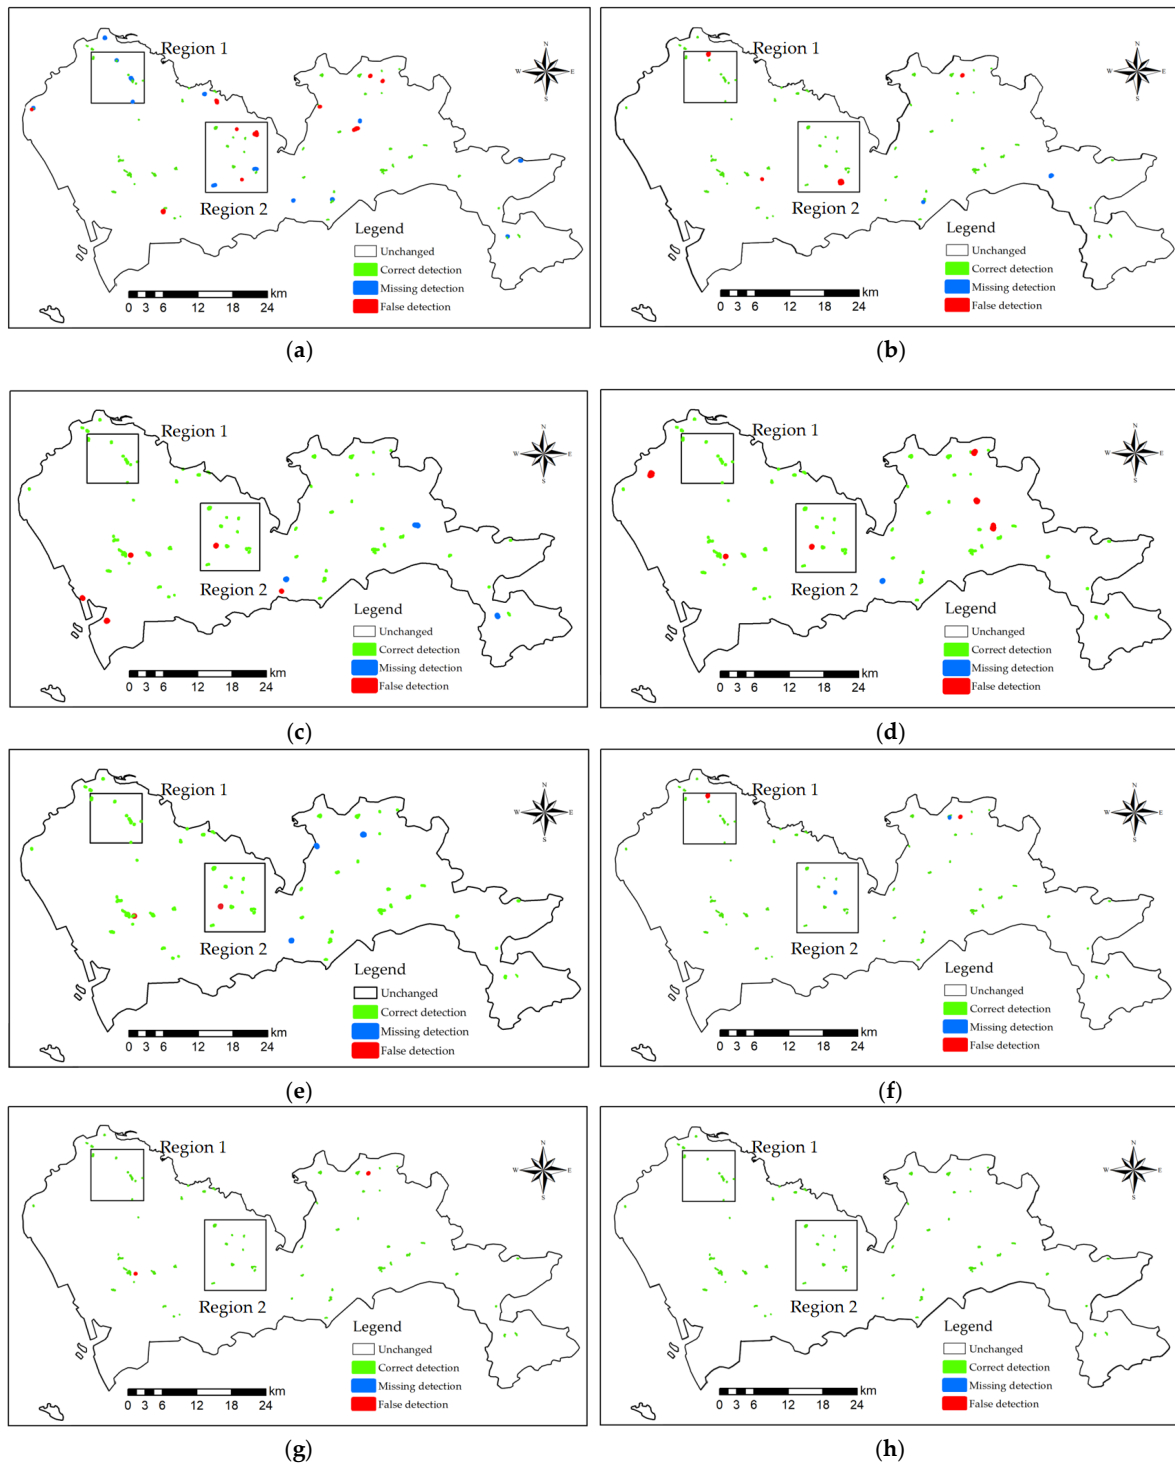 Region 1
N
W E
S
Region 2
Legend
Unchanged
Correct detection
Missing detection
False detection
km
0 3 6 12 18 24
(a)
Region 1
N
W E
S
Region 2
Legend
Unchanged
Correct detection
Missing detection
False detection
km
0 3 6 12 18 24
(b)
Region 1
N
W E
S
Region 2
Legend
Unchanged
Correct detection
Missing detection
False detection
km
0 3 6 12 18 24
(c)
Region 1
N
W E
S
Region 2
Legend
Unchanged
Correct detection
Missing detection
False detection
km
0 3 6 12 18 24
(d)
Region 1
N
W E
S
Region 2
Legend
Unchanged
Correct detection
Missing detection
False detection
km
0 3 6 12 18 24
(e)
Region 1
N
W E
S
Region 2
Legend
Unchanged
Correct detection
Missing detection
False detection
km
0 3 6 12 18 24
(f)
Region 1
N
W E
S
Region 2
Legend
Unchanged
Correct detection
Missing detection
False detection
km
0 3 6 12 18 24
(g)
Region 1
N
W E
S
Region 2
Legend
Unchanged
Correct detection
Missing detection
False detection
km
0 3 6 12 18 24
(h)